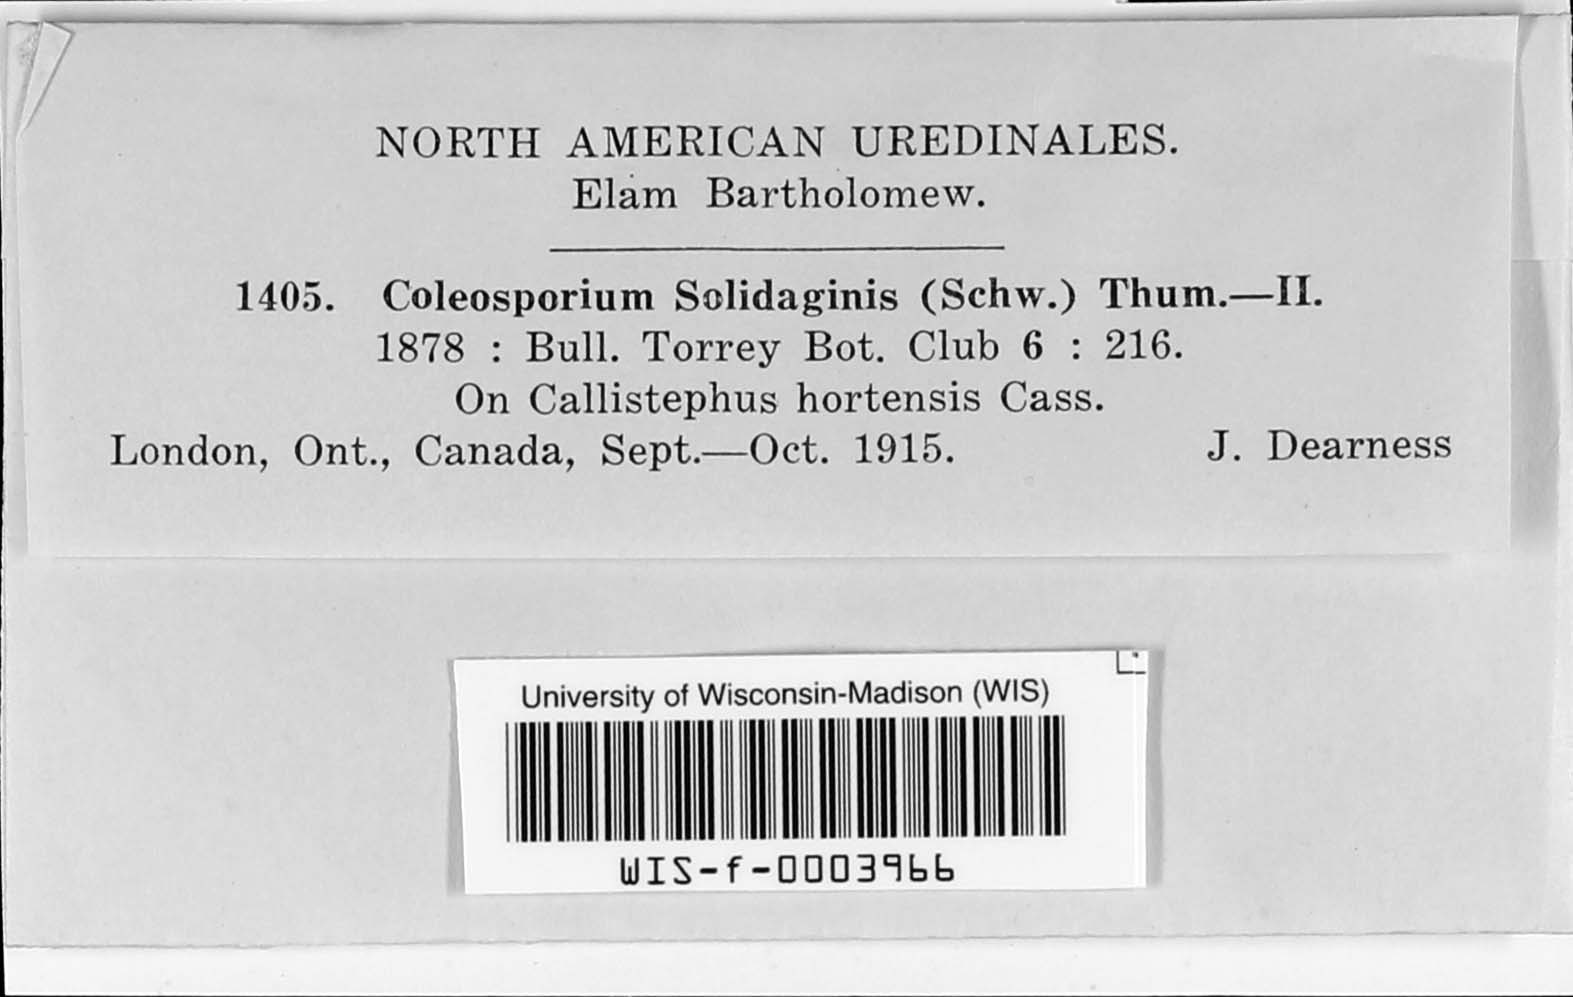 NORTH AMERICAN UREDINALES.
Elam Bartholomew.
1405. Coleosporium Solidaginis (Schw.) Thum.—II.
1878 : Bull. Torrey Bot. Club 6 : 216.
On Callistephus hortensis Cass.
London, Ont., Canada, Sept.—Oct. 1915. J. Dearness
University of Wisconsin-Madison (WIS)
WIS-f-0003966